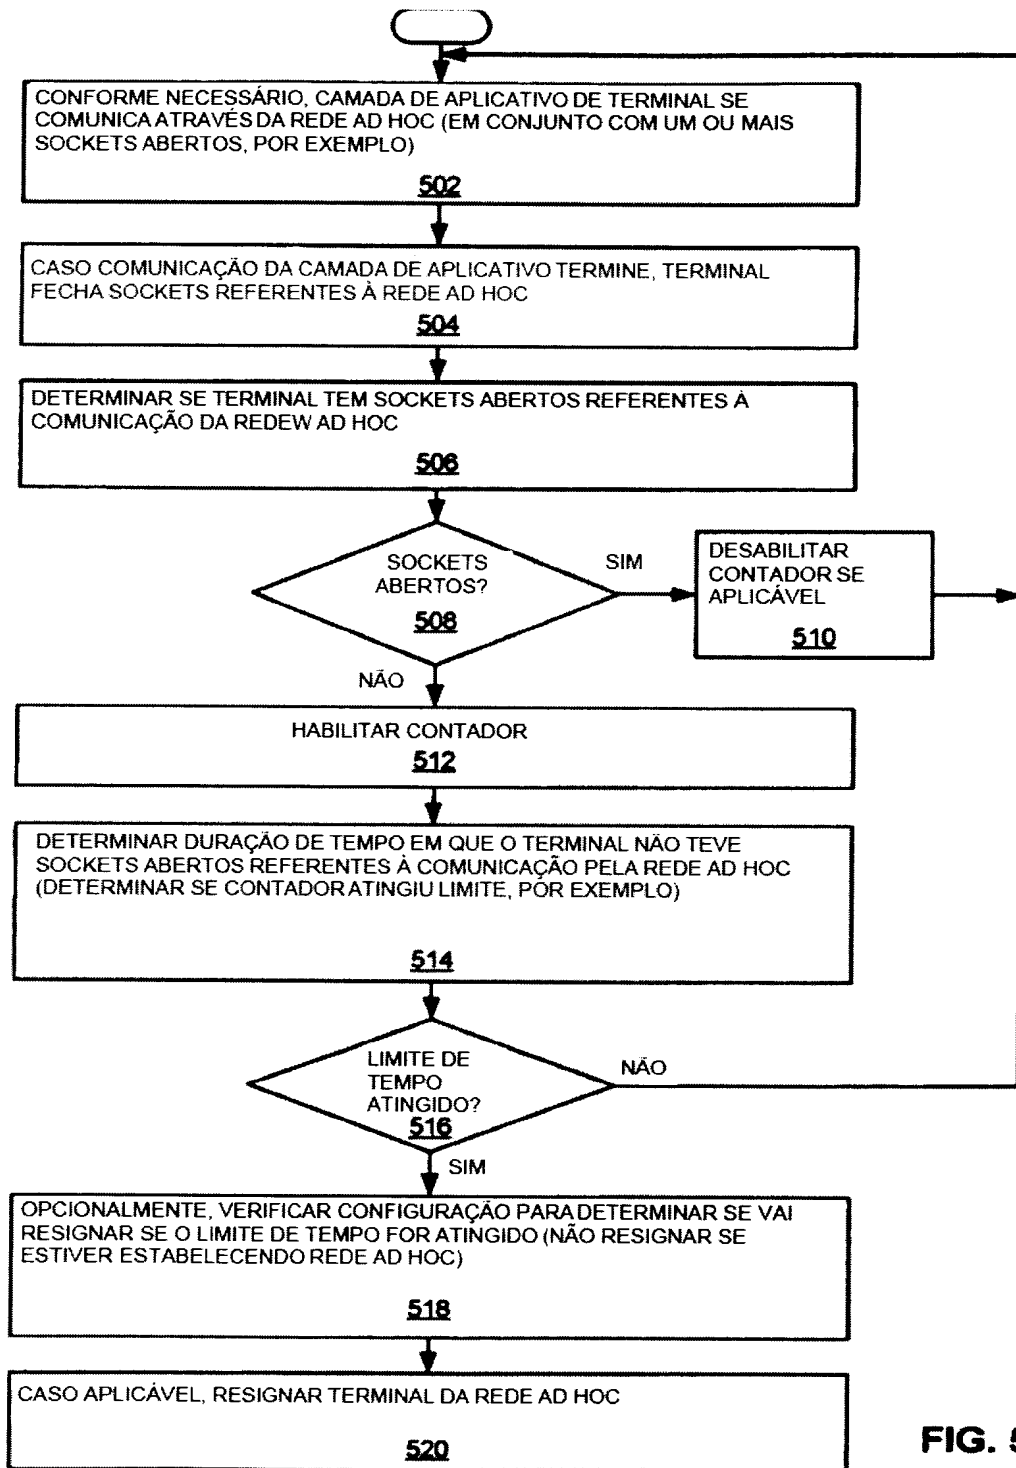 CONFORME NECESSÁRIO, CAMADA DE APLICATIVO DE TERMINAL SE
COMUNICA ATRAVÉS DA REDE AD HOC (EM CONJUNTO COM UM OU MAIS
SOCKETS ABERTOS, POR EXEMPLO)
502
CASO COMUNICAÇÃO DA CAMADA DE APLICATIVO TERMINE, TERMINAL
FECHA SOCKETS REFERENTES À REDE AD HOC
504
DETERMINAR SE TERMINAL TEM SOCKETS ABERTOS REFERENTES À
COMUNICAÇÃO DA REDEW AD HOC
506
SOCKETS
ABERTOS?
508
SIM
DESABILITAR
CONTADOR SE
APLICÁVEL
510
NÃO
HABILITAR CONTADOR
512
DETERMINAR DURAÇÃO DE TEMPO EM QUE O TERMINAL NÃO TEVE
SOCKETS ABERTOS REFERENTES À COMUNICAÇÃO PELA REDE AD HOC
(DETERMINAR SE CONTADOR ATINGIU LIMITE, POR EXEMPLO)
514
LIMITE DE
TEMPO
ATINGIDO?
516
NÃO
SIM
OPCIONALMENTE, VERIFICAR CONFIGURAÇÃO PARA DETERMINAR SE VAI
RESIGNAR SE O LIMITE DE TEMPO FOR ATINGIDO (NÃO RESIGNAR SE
ESTIVER ESTABELECENDO REDE AD HOC)
518
CASO APLICÁVEL, RESIGNAR TERMINAL DA REDE AD HOC
520
FIG. 5